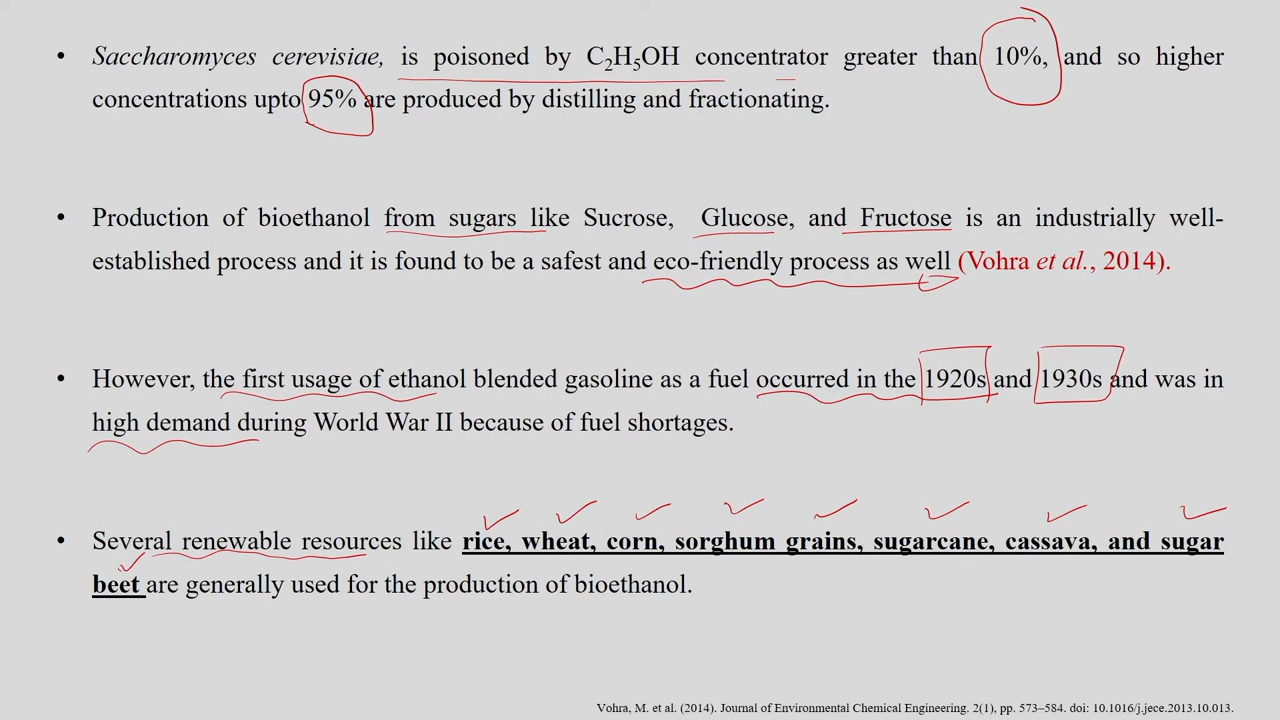 • Saccharomyces cerevisiae, is poisoned by C₂H₅OH concentrator greater than 10%, and so higher
concentrations upto 95% are produced by distilling and fractionating.
• Production of bioethanol from sugars like Sucrose, Glucose, and Fructose is an industrially well-
established process and it is found to be a safest and eco-friendly process as well (Vohra et al., 2014).
• However, the first usage of ethanol blended gasoline as a fuel occurred in the 1920s and 1930s and was in
high demand during World War II because of fuel shortages.
• Several renewable resources like rice, wheat, corn, sorghum grains, sugarcane, cassava, and sugar
beet are generally used for the production of bioethanol.
Vohra, M. et al. (2014). Journal of Environmental Chemical Engineering. 2(1), pp. 573–584. doi: 10.1016/j.jece.2013.10.013.